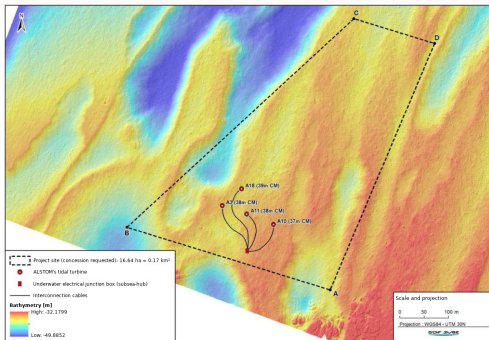 N
C
D
A18 (39m CM)
A2 (38m CM)
A11 (38m CM)
A10 (37m CM)
B
A
Project site (concession requested): 16.64 ha = 0.17 km²
ALSTOM's tidal turbine
Underwater electrical junction box (subsea-hub)
Interconnection cables
Bathymetry [m]
High: -32.1799
Low: -49.8852
Scale and projection
0 50 100 m
Projection : WGS84 - UTM 30N